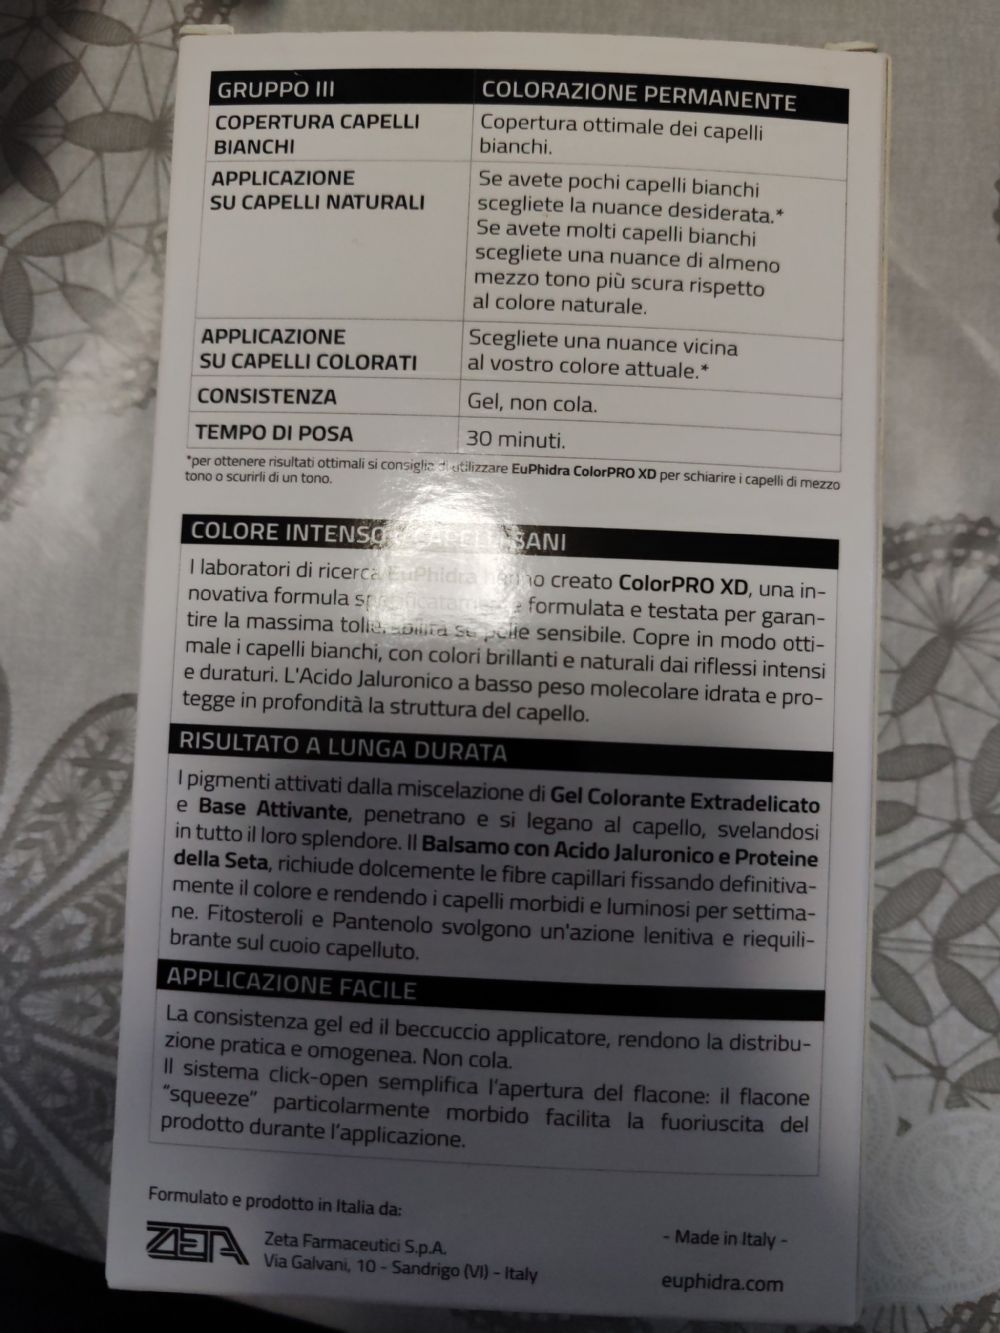 GRUPPO III
COLORAZIONE PERMANENTE
COPERTURA CAPELLI
BIANCHI
Copertura ottimale dei capelli
bianchi.
APPLICAZIONE
SU CAPELLI NATURALI
Se avete pochi capelli bianchi
scegliete la nuance desiderata.*
Se avete molti capelli bianchi
scegliete una nuance di almeno
mezzo tono più scura rispetto
al colore naturale.
APPLICAZIONE
SU CAPELLI COLORATI
Scegliete una nuance vicina
al vostro colore attuale.*
CONSISTENZA
Gel, non cola.
TEMPO DI POSA
30 minuti.
*per ottenere risultati ottimali si consiglia di utilizzare EuPhidra ColorPRO XD per schiarire i capelli di mezzo
tono o scurirli di un tono.
COLORE INTENSO CAPELLI SANI
I laboratori di ricerca EuPhidra hanno creato ColorPRO XD, una in-
novativa formula specificatamente formulata e testata per garan-
tire la massima tollerabilità su pelle sensibile. Copre in modo otti-
male i capelli bianchi, con colori brillanti e naturali dai riflessi intensi
e duraturi. L'Acido Jaluronico a basso peso molecolare idrata e pro-
tegge in profondità la struttura del capello.
RISULTATO A LUNGA DURATA
I pigmenti attivati dalla miscelazione di Gel Colorante Extradelicato
e Base Attivante, penetrano e si legano al capello, svelandosi
in tutto il loro splendore. Il Balsamo con Acido Jaluronico e Proteine
della Seta, richiude dolcemente le fibre capillari fissando definitiva-
mente il colore e rendendo i capelli morbidi e luminosi per settima-
ne. Fitosteroli e Pantenolo svolgono un'azione lenitiva e riequili-
brante sul cuoio capelluto.
APPLICAZIONE FACILE
La consistenza gel ed il beccuccio applicatore, rendono la distribu-
zione pratica e omogenea. Non cola.
Il sistema click-open semplifica l'apertura del flacone: il flacone
"squeeze" particolarmente morbido facilita la fuoriuscita del
prodotto durante l'applicazione.
Formulato e prodotto in Italia da:
ZETA
Zeta Farmaceutici S.p.A.
Via Galvani, 10 - Sandrigo (VI) - Italy
- Made in Italy -
euphidra.com